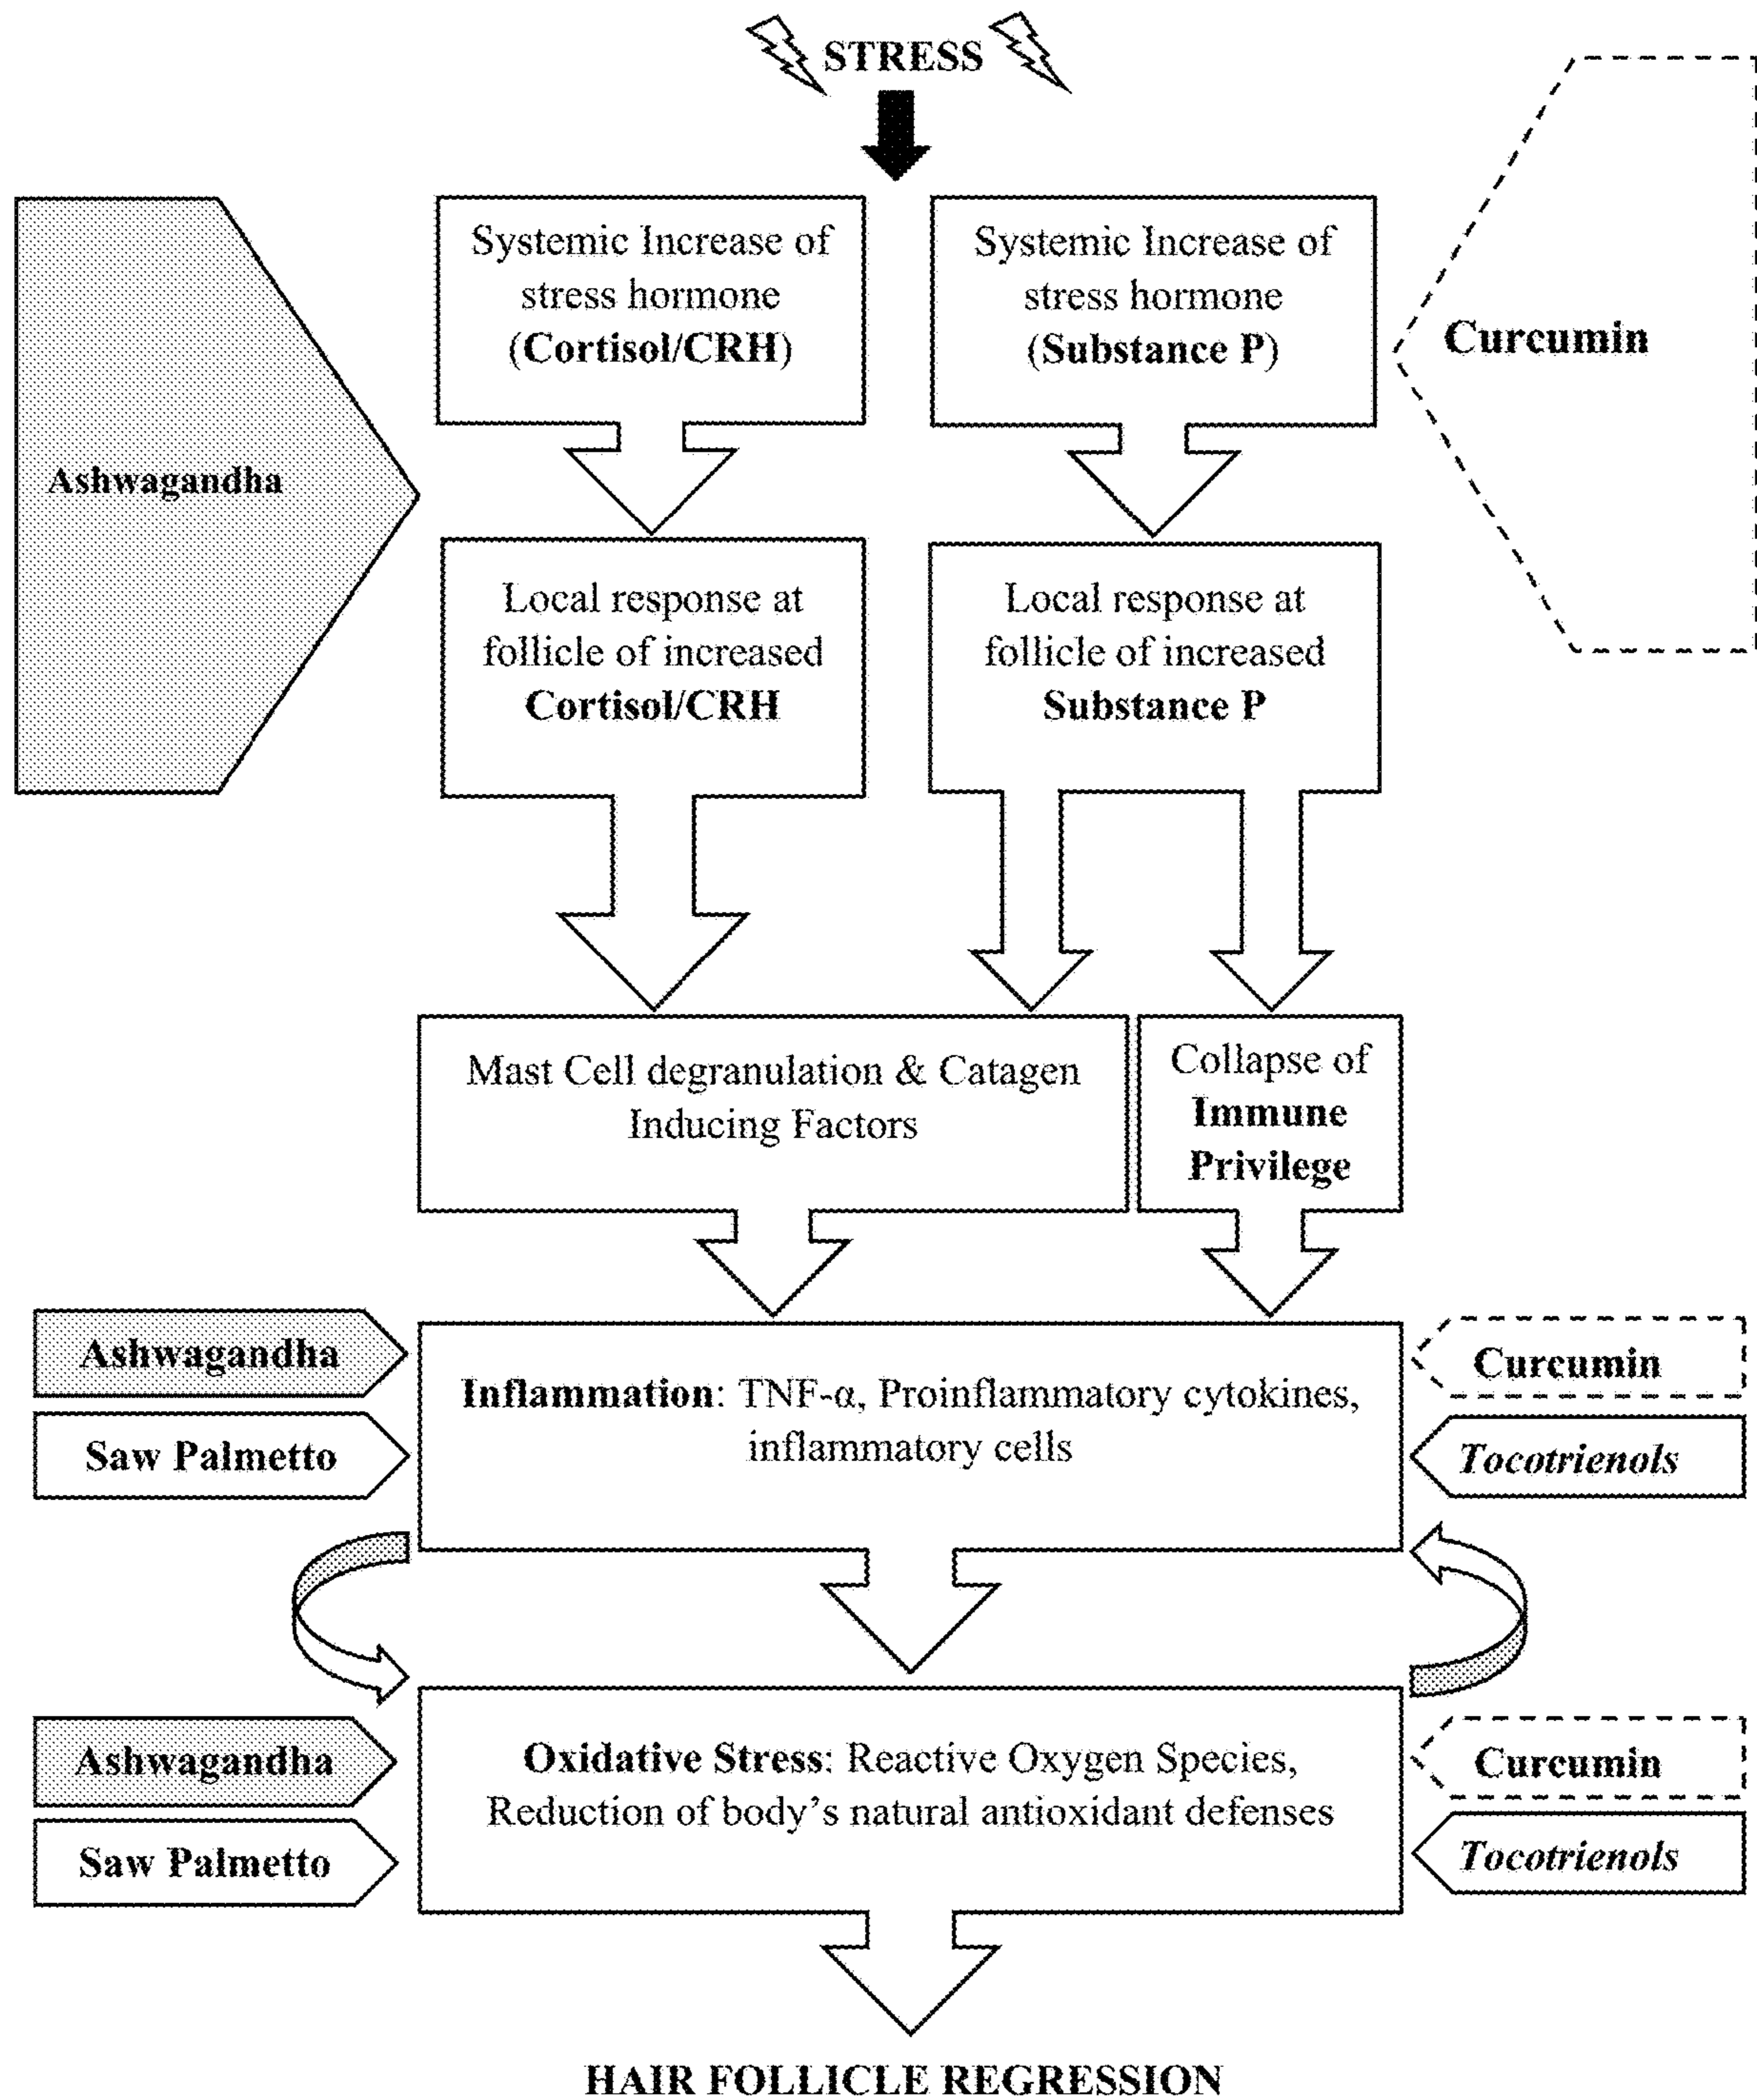 STRESS
Systemic Increase of
stress hormone
(Cortisol/CRH)
Systemic Increase of
stress hormone
(Substance P)
Curcumin
Ashwagandha
Local response at
follicle of increased
Cortisol/CRH
Local response at
follicle of increased
Substance P
Mast Cell degranulation & Catagen
Inducing Factors
Collapse of
Immune
Privilege
Ashwagandha
Saw Palmetto
Inflammation: TNF-α, Proinflammatory cytokines,
inflammatory cells
Curcumin
Tocotrienols
Ashwagandha
Saw Palmetto
Oxidative Stress: Reactive Oxygen Species,
Reduction of body's natural antioxidant defenses
Curcumin
Tocotrienols
HAIR FOLLICLE REGRESSION